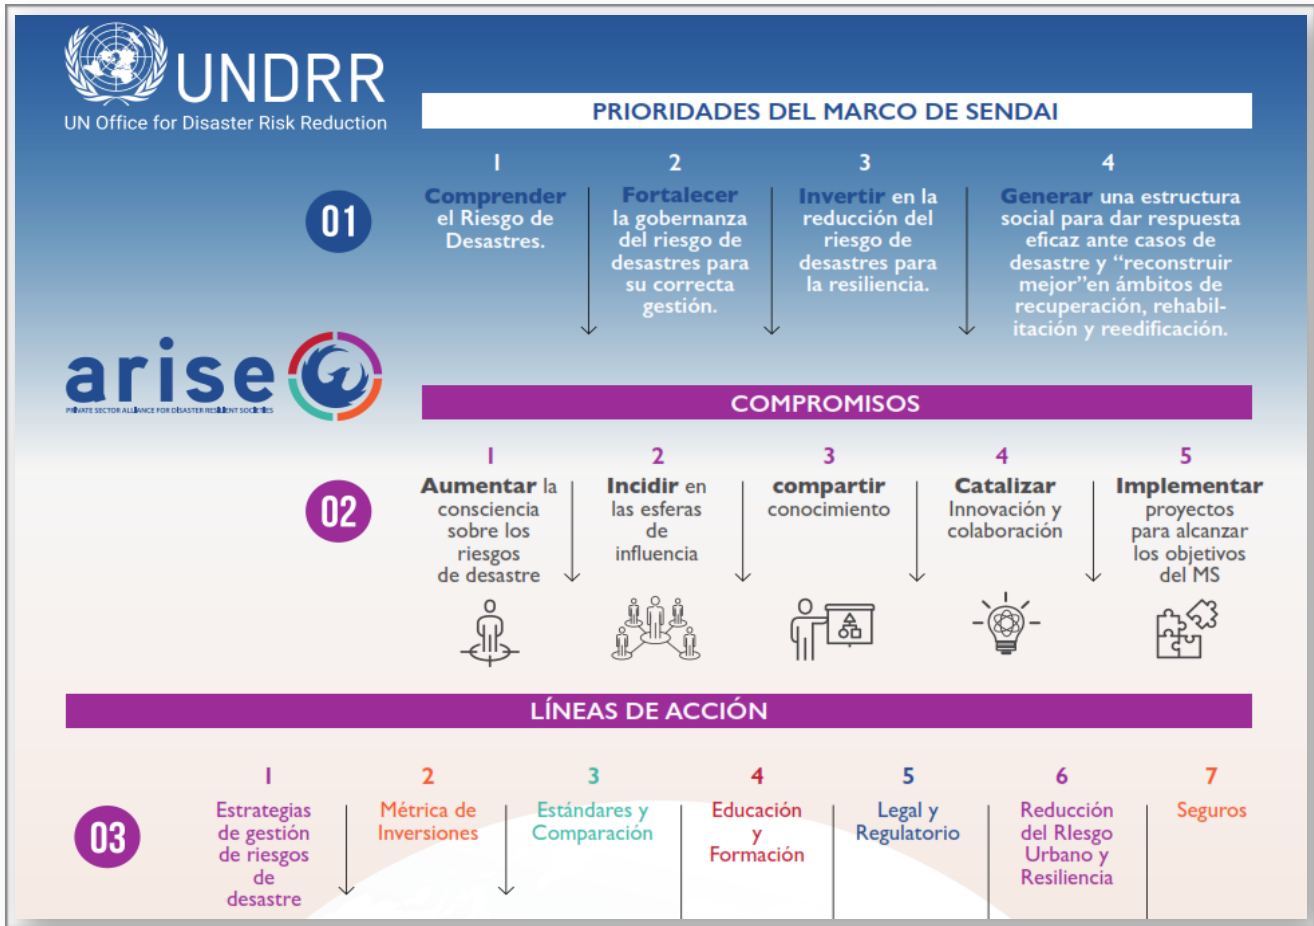 UNDRR
UN Office for Disaster Risk Reduction
PRIORIDADES DEL MARCO DE SENDAI
01
1
Comprender
el Riesgo de
Desastres.
2
Fortalecer
la gobernanza
del riesgo de
desastres para
su correcta
gestión.
3
Invertir en la
reducción del
riesgo de
desastres para
la resiliencia.
4
Generar una estructura
social para dar respuesta
eficaz ante casos de
desastre y “reconstruir
mejor”en ámbitos de
recuperación, rehabil-
itación y reedificación.
arise
PRIVATE SECTOR ALLIANCE FOR DISASTER RESILIENT SOCIETIES
COMPROMISOS
02
1
Aumentar la
consciencia
sobre los
riesgos
de desastre
2
Incidir en
las esferas
de
influencia
3
compartir
conocimiento
4
Catalizar
Innovación y
colaboración
5
Implementar
proyectos
para alcanzar
los objetivos
del MS
LÍNEAS DE ACCIÓN
03
1
Estrategias
de gestión
de riesgos
de
desastre
2
Métrica de
Inversiones
3
Estándares y
Comparación
4
Educación
y
Formación
5
Legal y
Regulatorio
6
Reducción
del RIesgo
Urbano y
Resiliencia
7
Seguros